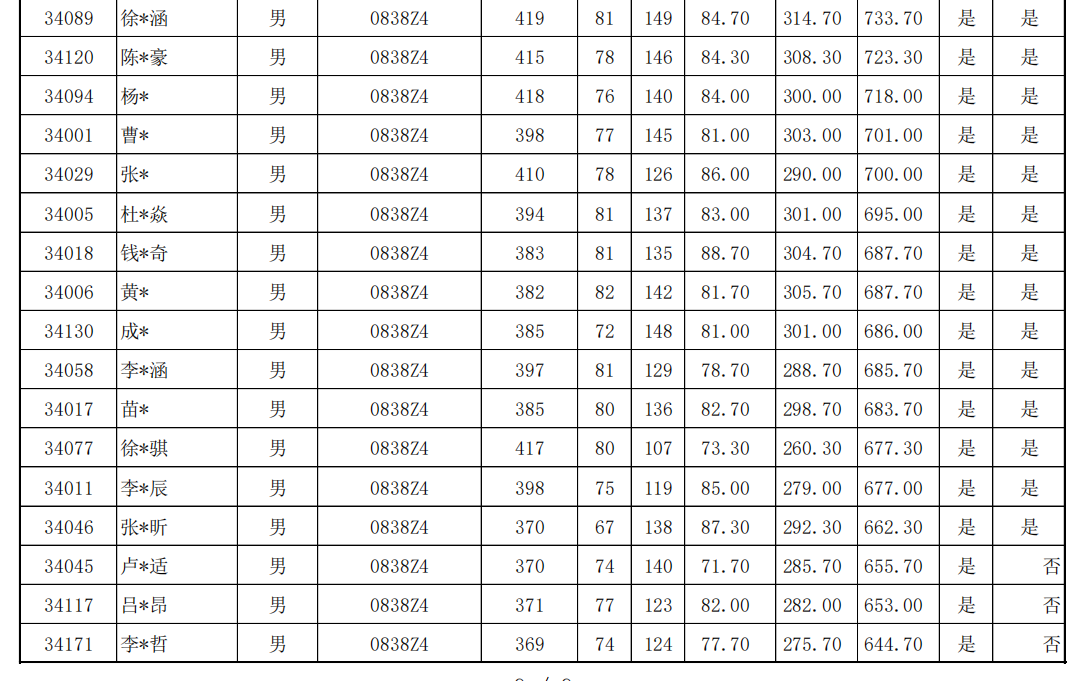 34089 徐*涵 男 0838Z4 419 81 149 84.70 314.70 733.70 是 是
34120 陈*豪 男 0838Z4 415 78 146 84.30 308.30 723.30 是 是
34094 杨* 男 0838Z4 418 76 140 84.00 300.00 718.00 是 是
34001 曹* 男 0838Z4 398 77 145 81.00 303.00 701.00 是 是
34029 张* 男 0838Z4 410 78 126 86.00 290.00 700.00 是 是
34005 杜*焱 男 0838Z4 394 81 137 83.00 301.00 695.00 是 是
34018 钱*奇 男 0838Z4 383 81 135 88.70 304.70 687.70 是 是
34006 黄* 男 0838Z4 382 82 142 81.70 305.70 687.70 是 是
34130 成* 男 0838Z4 385 72 148 81.00 301.00 686.00 是 是
34058 李*涵 男 0838Z4 397 81 129 78.70 288.70 685.70 是 是
34017 苗* 男 0838Z4 385 80 136 82.70 298.70 683.70 是 是
34077 徐*骐 男 0838Z4 417 80 107 73.30 260.30 677.30 是 是
34011 李*辰 男 0838Z4 398 75 119 85.00 279.00 677.00 是 是
34046 张*昕 男 0838Z4 370 67 138 87.30 292.30 662.30 是 是
34045 卢*适 男 0838Z4 370 74 140 71.70 285.70 655.70 是 否
34117 吕*昂 男 0838Z4 371 77 123 82.00 282.00 653.00 是 否
34171 李*哲 男 0838Z4 369 74 124 77.70 275.70 644.70 是 否